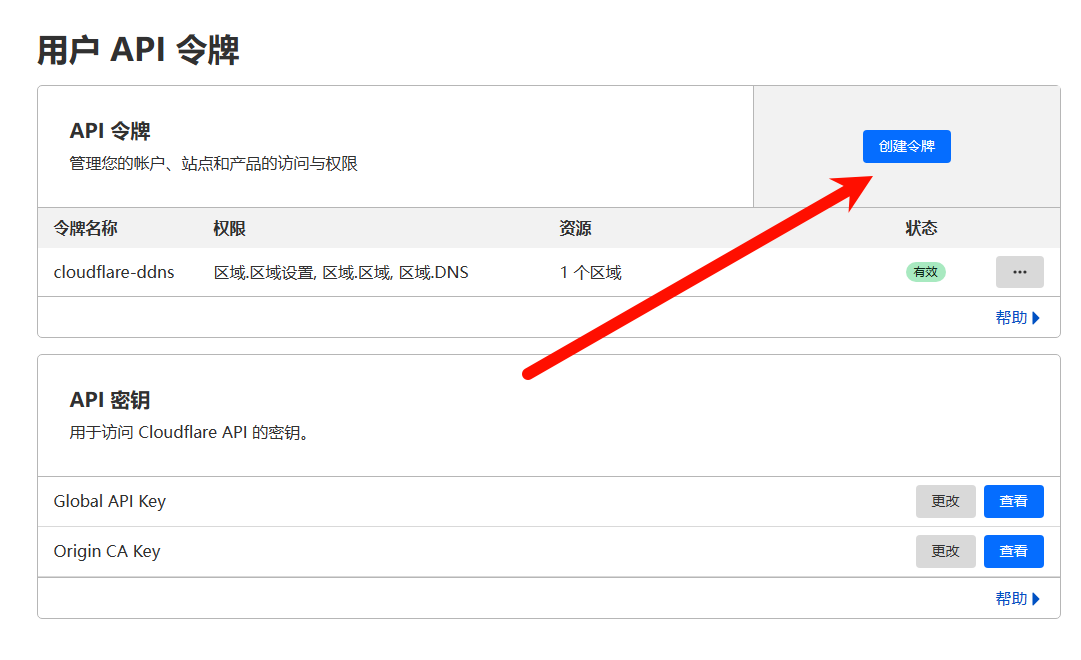 用户 API 令牌
API 令牌
管理您的帐户、站点和产品的访问与权限
创建令牌
令牌名称 权限 资源 状态
cloudflare-ddns 区域.区域设置, 区域.区域, 区域.DNS 1 个区域 有效 ...
帮助
API 密钥
用于访问 Cloudflare API 的密钥。
Global API Key 更改 查看
Origin CA Key 更改 查看
帮助